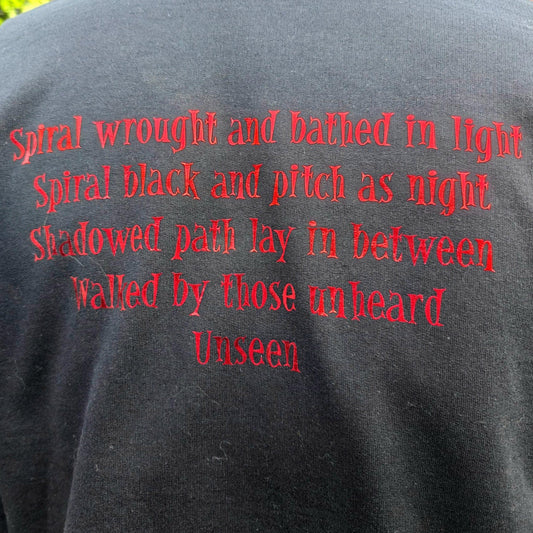 Spiral wrought and bathed in light
Spiral black and pitch as night
Shadowed path lay in between
Walled by those unheard
Unseen